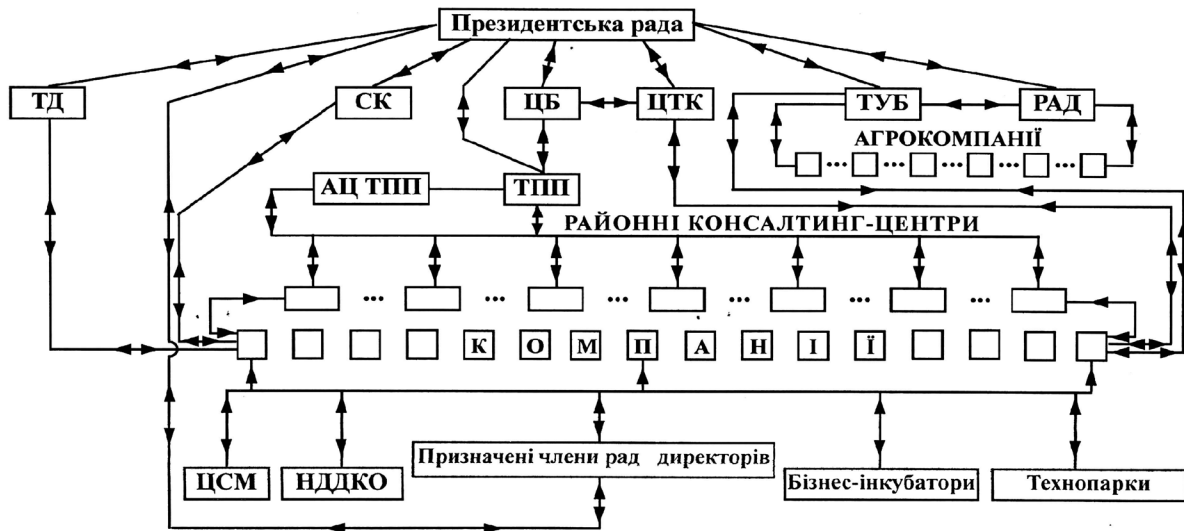 Президентська рада
ТД
СК
ЦБ
ЦТК
ТУБ
РАД
АГРОКОМПАНІЇ
АЦ ТПП
ТПП
РАЙОННІ КОНСАЛТИНГ-ЦЕНТРИ
К О М П А Н І Ї
ЦСМ
НДДКО
Призначені члени рад директорів
Бізнес-інкубатори
Технопарки